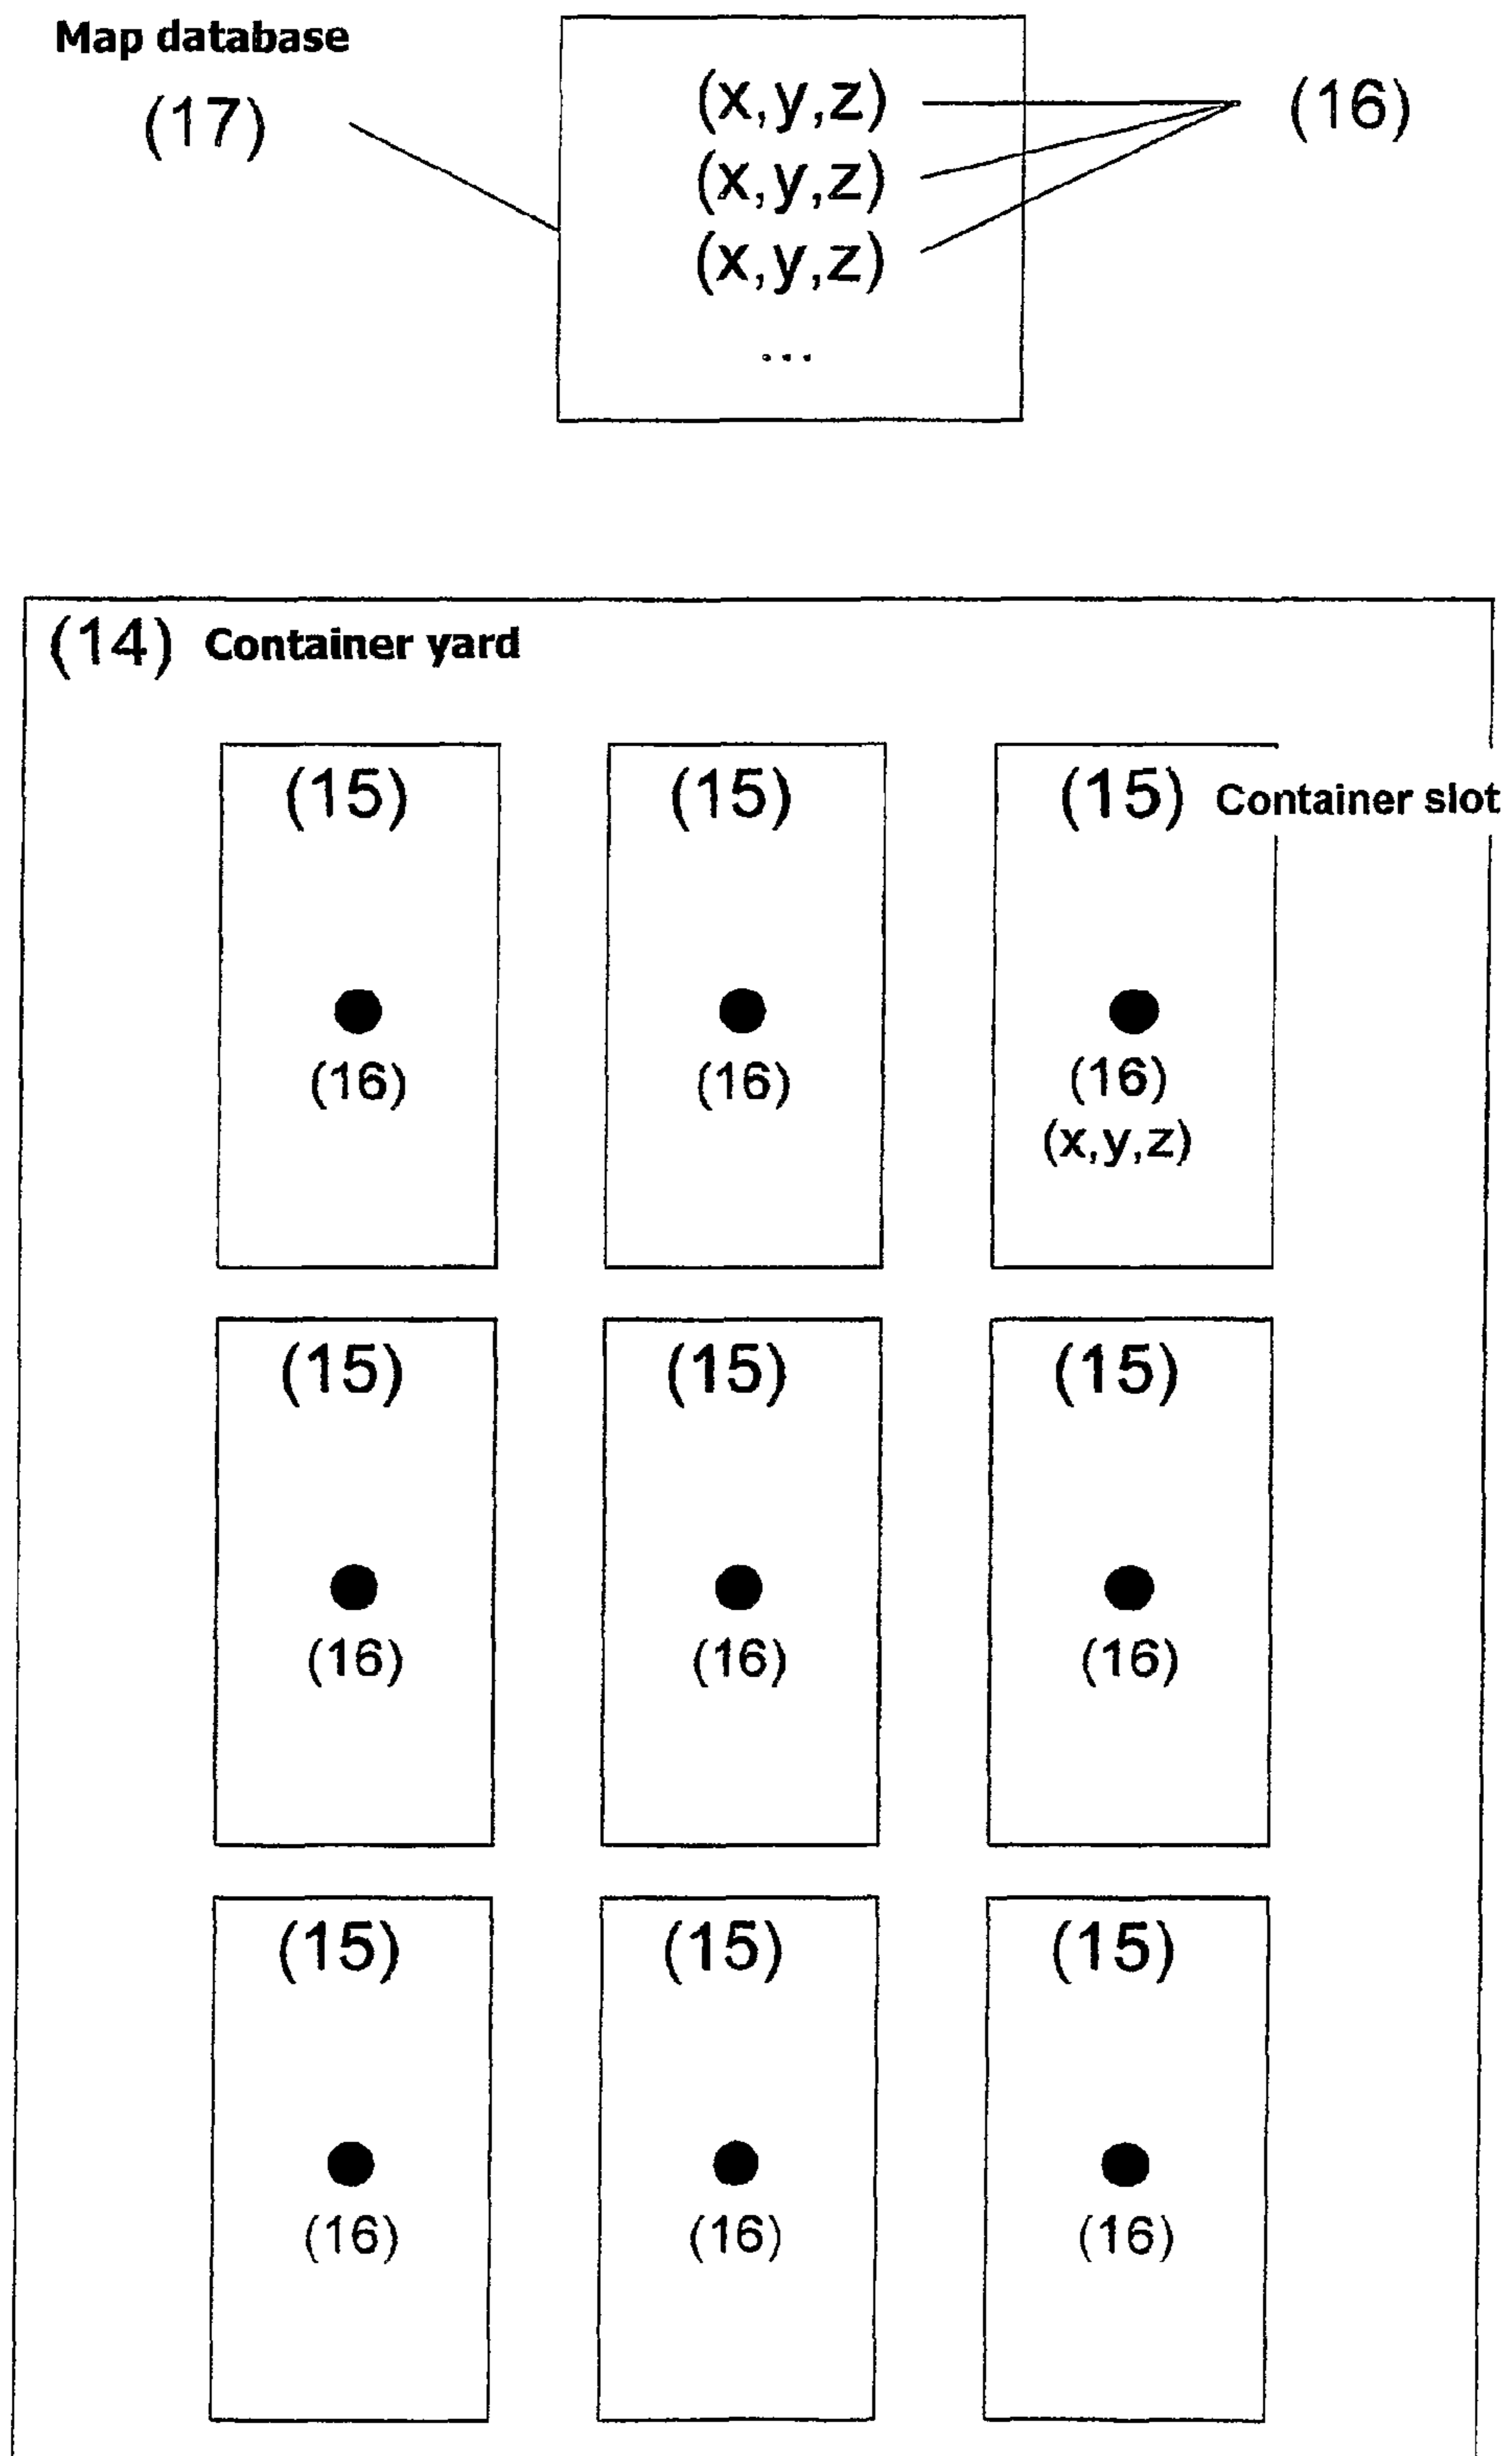 Map database
(17)
(x,y,z)
(16)
(x,y,z)
(x,y,z)
...
(14) Container yard
(15) (15) (15) Container slot
(16) (16) (16)
(x,y,z)
(15) (15) (15)
(16) (16) (16)
(15) (15) (15)
(16) (16) (16)